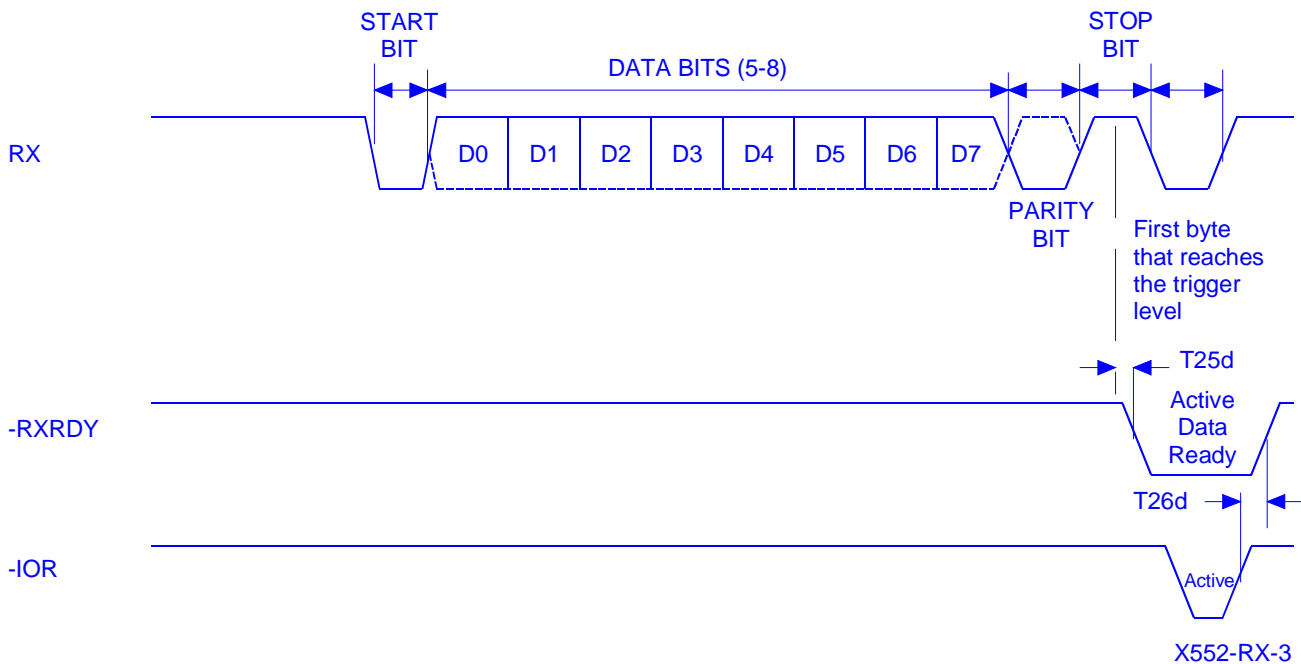 START
BIT
DATA BITS (5-8)
STOP
BIT
RX
D0 D1 D2 D3 D4 D5 D6 D7
PARITY
BIT
First byte
that reaches
the trigger
level
T25d
-RXRDY
Active
Data
Ready
T26d
-IOR
Active
X552-RX-3